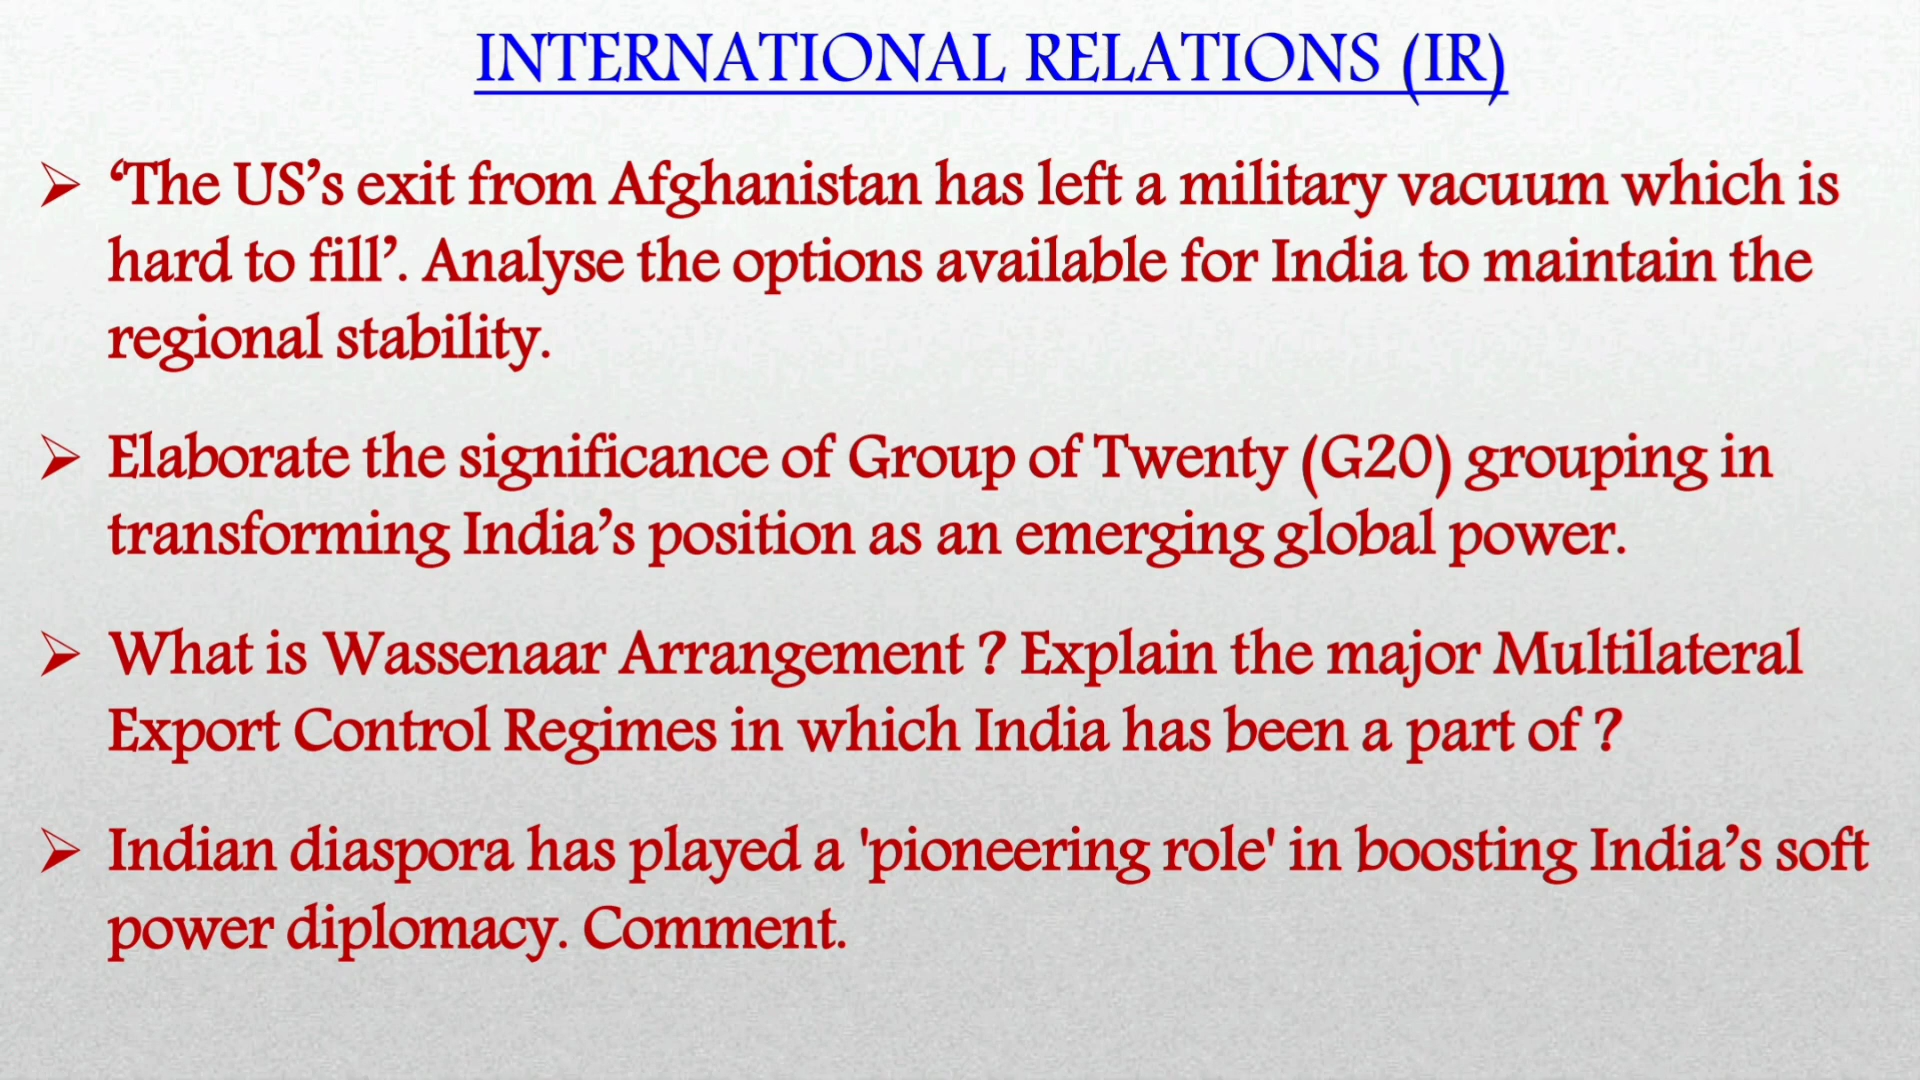 INTERNATIONAL RELATIONS (IR)
➢ ‘The US’s exit from Afghanistan has left a military vacuum which is
hard to fill’. Analyse the options available for India to maintain the
regional stability.
➢ Elaborate the significance of Group of Twenty (G20) grouping in
transforming India’s position as an emerging global power.
➢ What is Wassenaar Arrangement ? Explain the major Multilateral
Export Control Regimes in which India has been a part of ?
➢ Indian diaspora has played a 'pioneering role' in boosting India’s soft
power diplomacy. Comment.